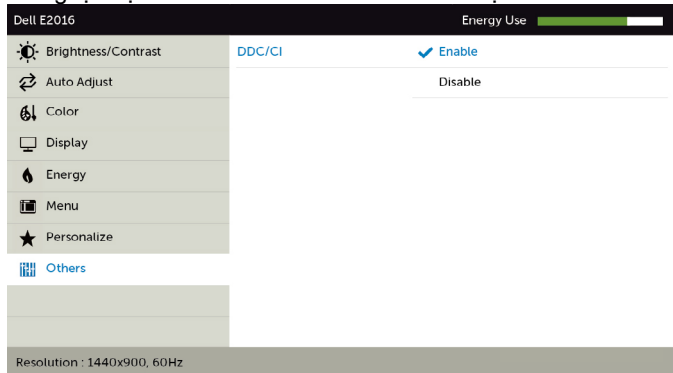 Dell E2016 Energy Use
Brightness/Contrast DDC/CI Enable
Auto Adjust Disable
Color
Display
Energy
Menu
Personalize
Others
Resolution : 1440x900, 60Hz